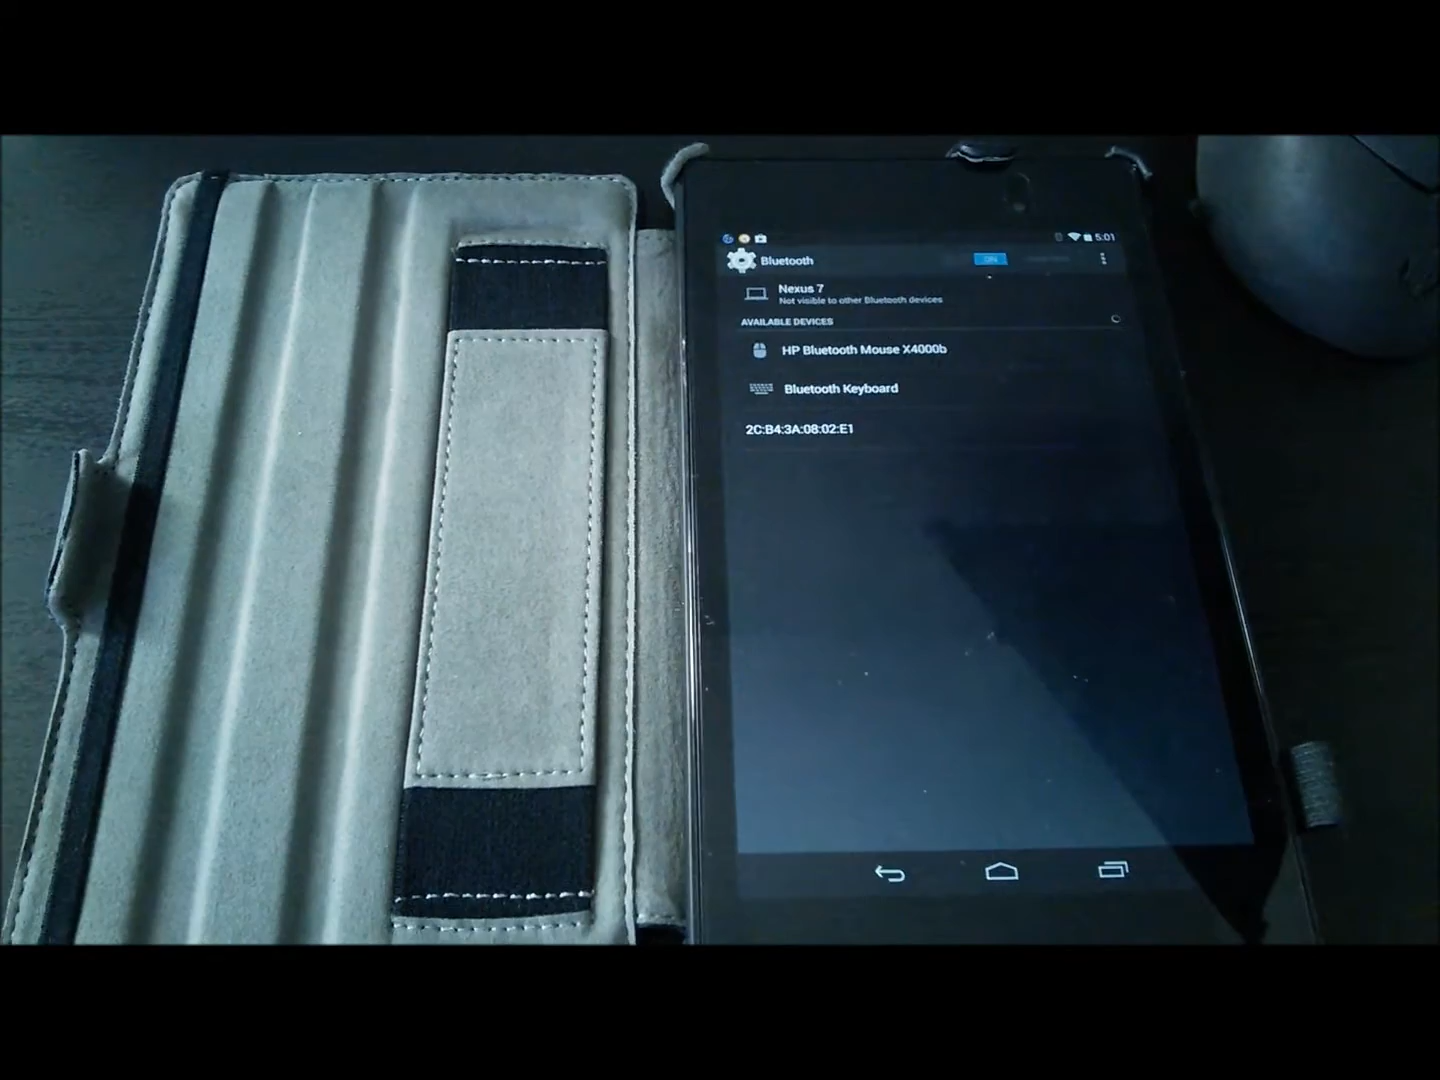 5:01
Bluetooth
ON
Nexus 7
Not visible to other Bluetooth devices
AVAILABLE DEVICES
HP Bluetooth Mouse X4000b
Bluetooth Keyboard
2C:B4:3A:08:02:E1